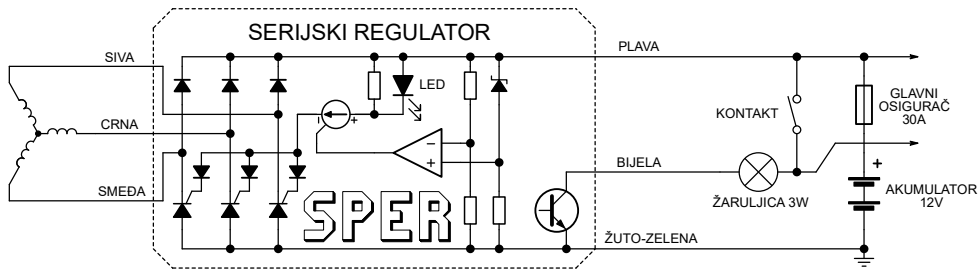 SERIJSKI REGULATOR
SIVA
PLAVA
LED
GLAVNI
OSIGURAČ
30A
KONTAKT
CRNA
BIJELA
SMEĐA
SPER
ŽARULJICA 3W
AKUMULATOR
12V
ŽUTO-ZELENA